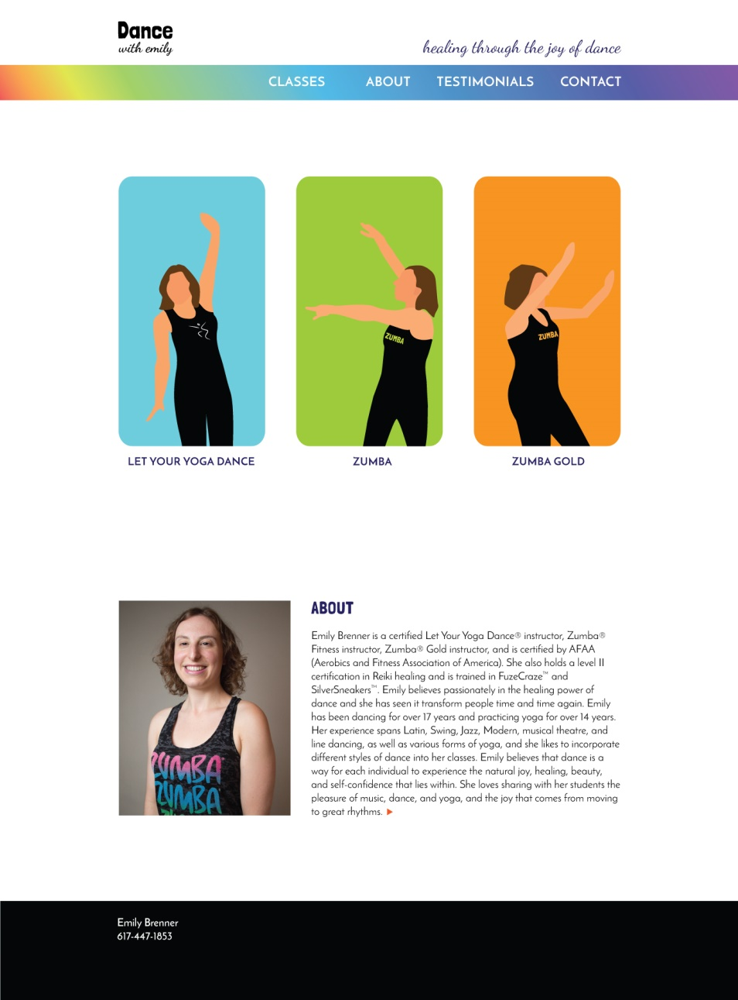 Dance
with emily
healing through the joy of dance
CLASSES ABOUT TESTIMONIALS CONTACT
ZUMBA
ZUMBA
LET YOUR YOGA DANCE
ZUMBA
ZUMBA GOLD
ZUMBA
ZUMBA
ABOUT
Emily Brenner is a certified Let Your Yoga Dance® instructor, Zumba®
Fitness instructor, Zumba® Gold instructor, and is certified by AFAA
(Aerobics and Fitness Association of America). She also holds a level II
certification in Reiki healing and is trained in FuzeCraze™ and
SilverSneakers™. Emily believes passionately in the healing power of
dance and she has seen it transform people time and time again. Emily
has been dancing for over 17 years and practicing yoga for over 14 years.
Her experience spans Latin, Swing, Jazz, Modern, musical theatre, and
line dancing, as well as various forms of yoga, and she likes to incorporate
different styles of dance into her classes. Emily believes that dance is a
way for each individual to experience the natural joy, healing, beauty,
and self-confidence that lies within. She loves sharing with her students the
pleasure of music, dance, and yoga, and the joy that comes from moving
to great rhythms.
Emily Brenner
617-447-1853